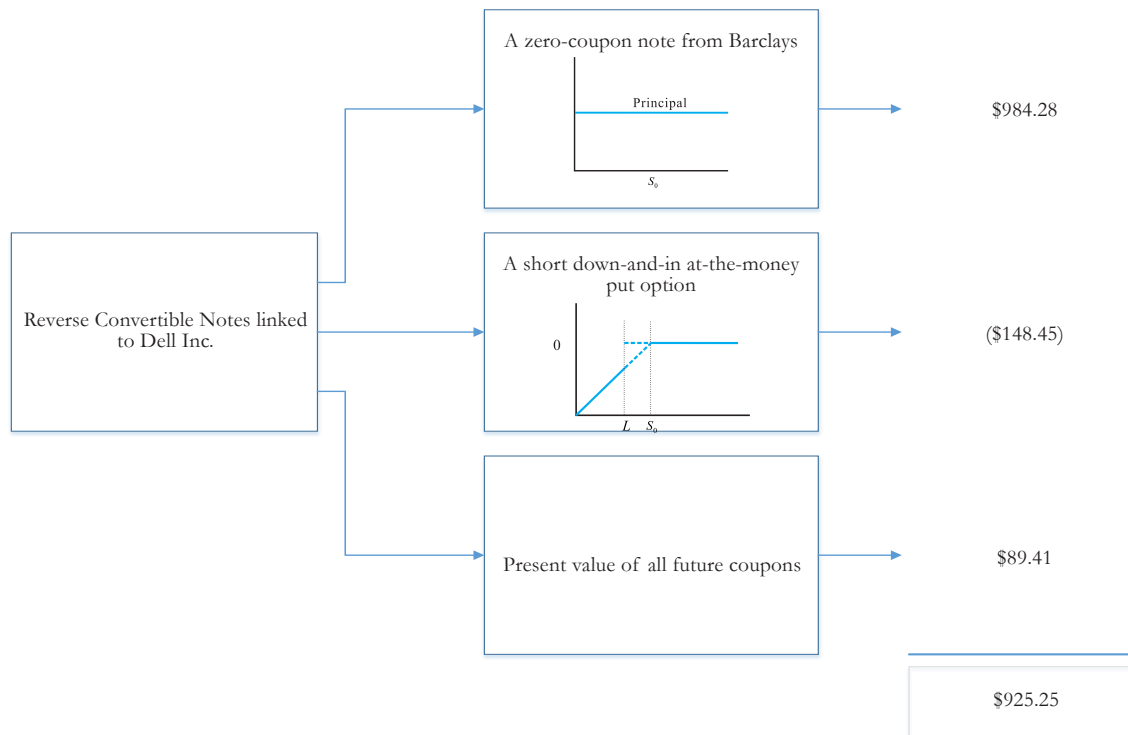 A zero-coupon note from Barclays
Principal
S₀
$984.28
Reverse Convertible Notes linked
to Dell Inc.
A short down-and-in at-the-money
put option
0
L S₀
($148.45)
Present value of all future coupons
$89.41
$925.25